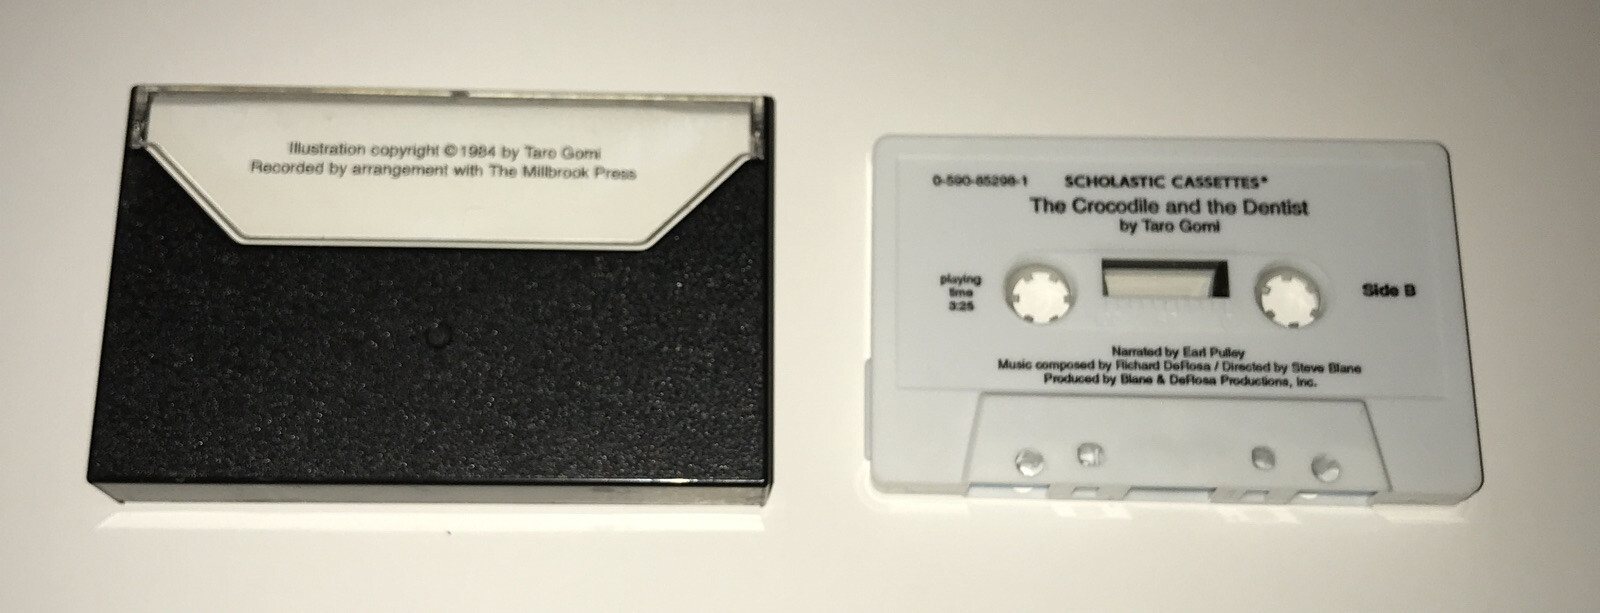 Illustration copyright © 1984 by Taro Gomi
Recorded by arrangement with The Millbrook Press
0-590-85298-1 SCHOLASTIC CASSETTES®
The Crocodile and the Dentist
by Taro Gomi
playing
time
3:25
Side B
Narrated by Earl Pulley
Music composed by Richard DeRosa / Directed by Steve Blane
Produced by Blane & DeRosa Productions, Inc.